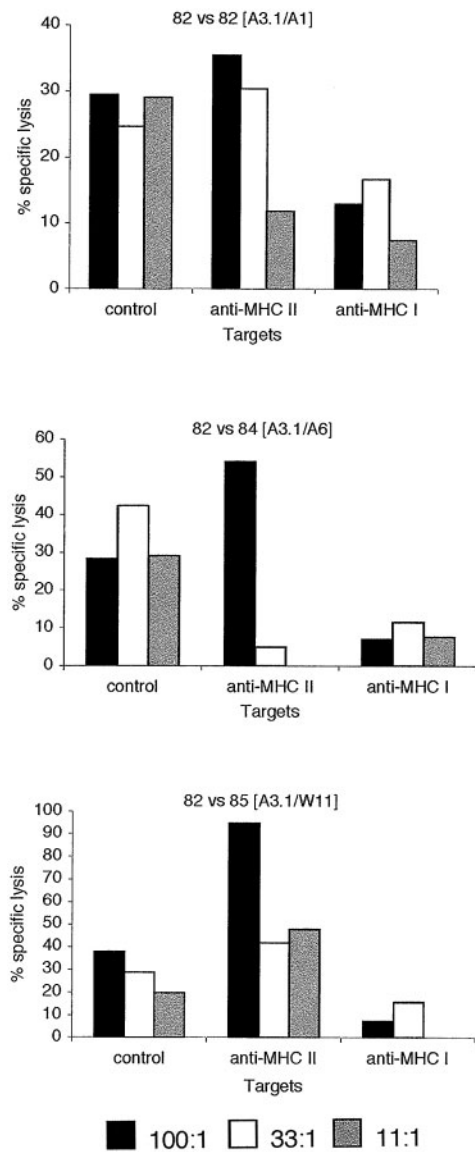 82 vs 82 [A3.1/A1]
% specific lysis
40
30
20
10
0
control anti-MHC II anti-MHC I
Targets
82 vs 84 [A3.1/A6]
% specific lysis
60
50
40
30
20
10
0
control anti-MHC II anti-MHC I
Targets
82 vs 85 [A3.1/W11]
% specific lysis
100
90
80
70
60
50
40
30
20
10
0
control anti-MHC II anti-MHC I
Targets
100:1 33:1 11:1